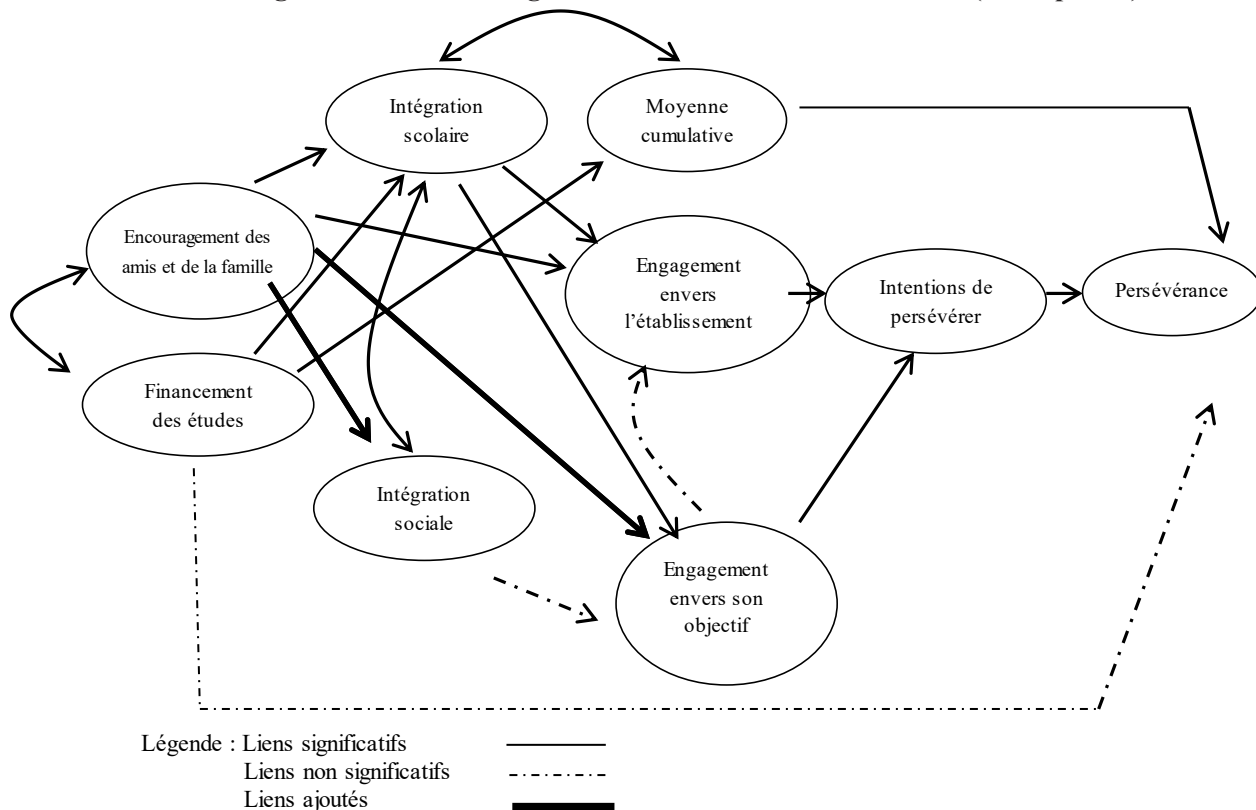 Intégration
scolaire
Moyenne
cumulative
Encouragement des
amis et de la famille
Engagement
envers
l'établissement
Intentions de
persévérer
Persévérance
Financement
des études
Intégration
sociale
Engagement
envers son
objectif
Légende : Liens significatifs
Liens non significatifs
Liens ajoutés